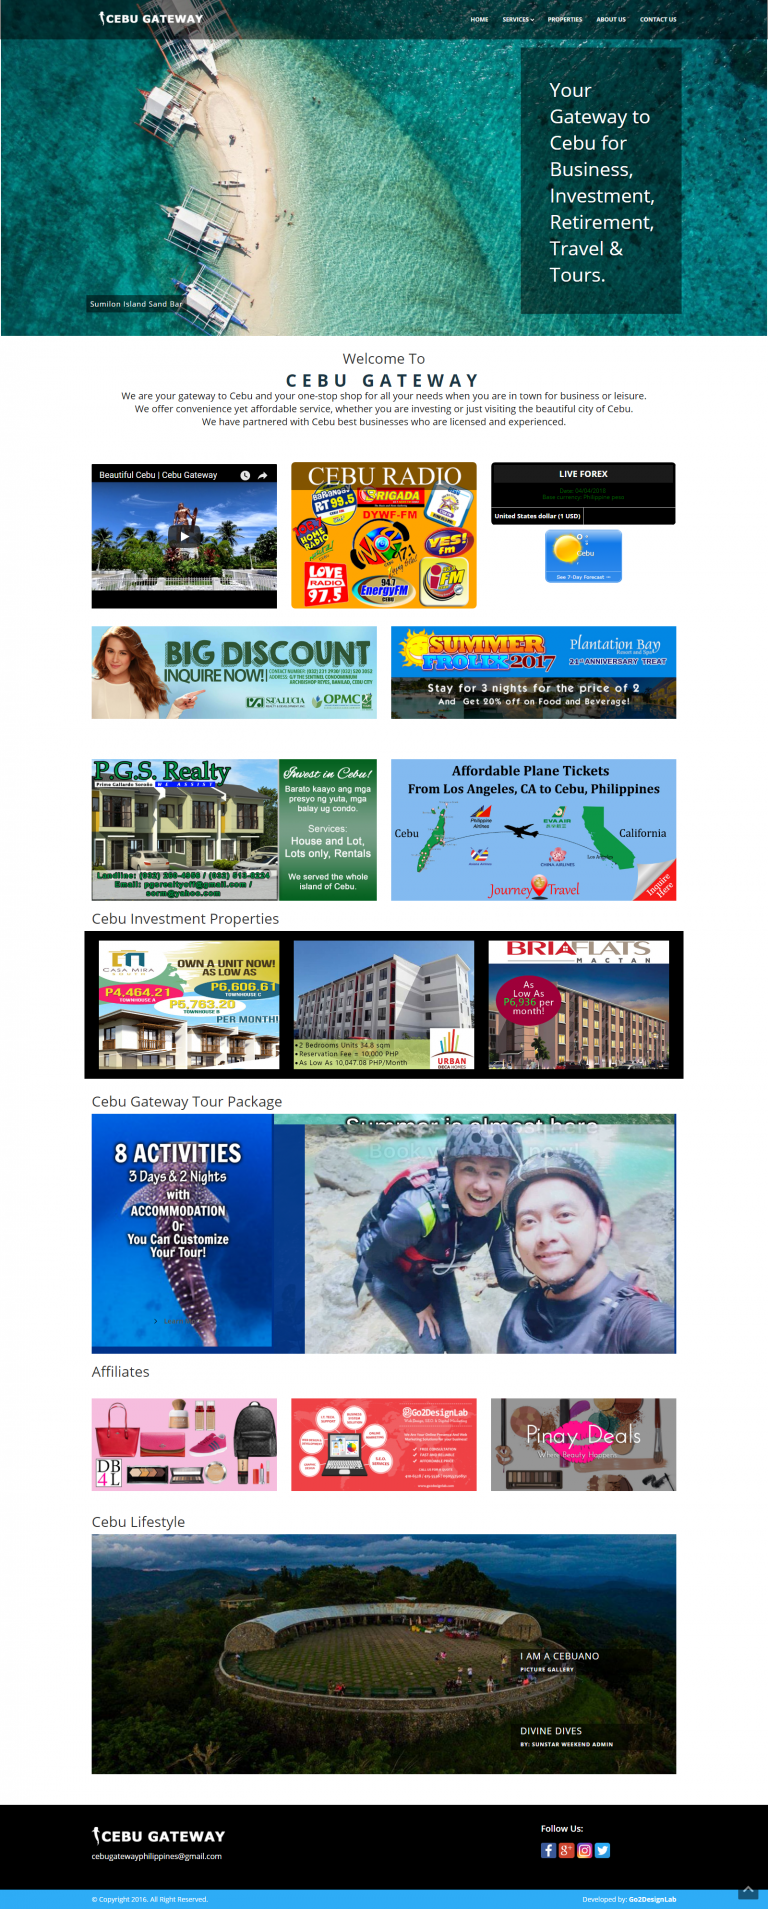 CEBU GATEWAY
HOME SERVICES PROPERTIES ABOUT US CONTACT US
Your
Gateway to
Cebu for
Business,
Investment,
Retirement,
Travel &
Tours.
Sumilon Island Sand Bar
Welcome To
CEBU GATEWAY
We are your gateway to Cebu and your one-stop shop for all your needs when you are in town for business or leisure.
We offer convenience yet affordable service, whether you are investing or just visiting the beautiful city of Cebu.
We have partnered with Cebu best businesses who are licensed and experienced.
Beautiful Cebu | Cebu Gateway
CEBU RADIO
BARANGAY
RT 99.5
BRIGADA
DYWF-FM
HOME
RADIO
YES!
fm
iFM
LOVE
RADIO
97.5
94.7
EnergyFM
CEBU
LIVE FOREX
United States dollar (1 USD)
Cebu
See 7-Day Forecast
BIG DISCOUNT
INQUIRE NOW!
STA.LUCIA
OPMC
SUMMER
FROLIX 2017
Plantation Bay
Resort and Spa
21st ANNIVERSARY TREAT
Stay for 3 nights for the price of 2
And Get 20% off on Food and Beverage!
P.G.S. Realty
Prime Gallardo Soroño WE ASSIST
Email: pgsrealty011@gmail.com /
Invest in Cebu!
Barato kaayo ang mga
presyo ng yuta, mga
balay ug condo.
Services:
House and Lot,
Lots only, Rentals
We served the whole
island of Cebu.
Affordable Plane Tickets
From Los Angeles, CA to Cebu, Philippines
Philippine
Airlines
EVA AIR
Cebu
California
Los Angeles
CHINA AIRLINES
Journey Travel
Inquire
Here
Cebu Investment Properties
CASA MIRA
SOUTH
OWN A UNIT NOW!
AS LOW AS
P4,464.21
TOWNHOUSE A
P6,606.61
TOWNHOUSE C
P5,763.20
TOWNHOUSE B
PER MONTH!
2 Bedrooms Units 34.8 sqm
Reservation Fee = 10,000 PHP
As Low As 10,047.08 PHP/Month
URBAN
DECA HOMES
BRIA FLATS
MACTAN
As
Low As
P6,936 per
month!
Cebu Gateway Tour Package
8 ACTIVITIES
3 Days & 2 Nights
with
ACCOMMODATION
Or
You Can Customize
Your Tour!
Summer is almost here
Affiliates
DB
4L
Go2DesignLab
Pinay Deals
Where Beauty Happens
Cebu Lifestyle
I AM A CEBUANO
PICTURE GALLERY
DIVINE DIVES
BY: SUNSTAR WEEKEND ADMIN
CEBU GATEWAY
cebugatewayphilippines@gmail.com
Follow Us:
© Copyright 2016. All Right Reserved.
Developed by: Go2DesignLab